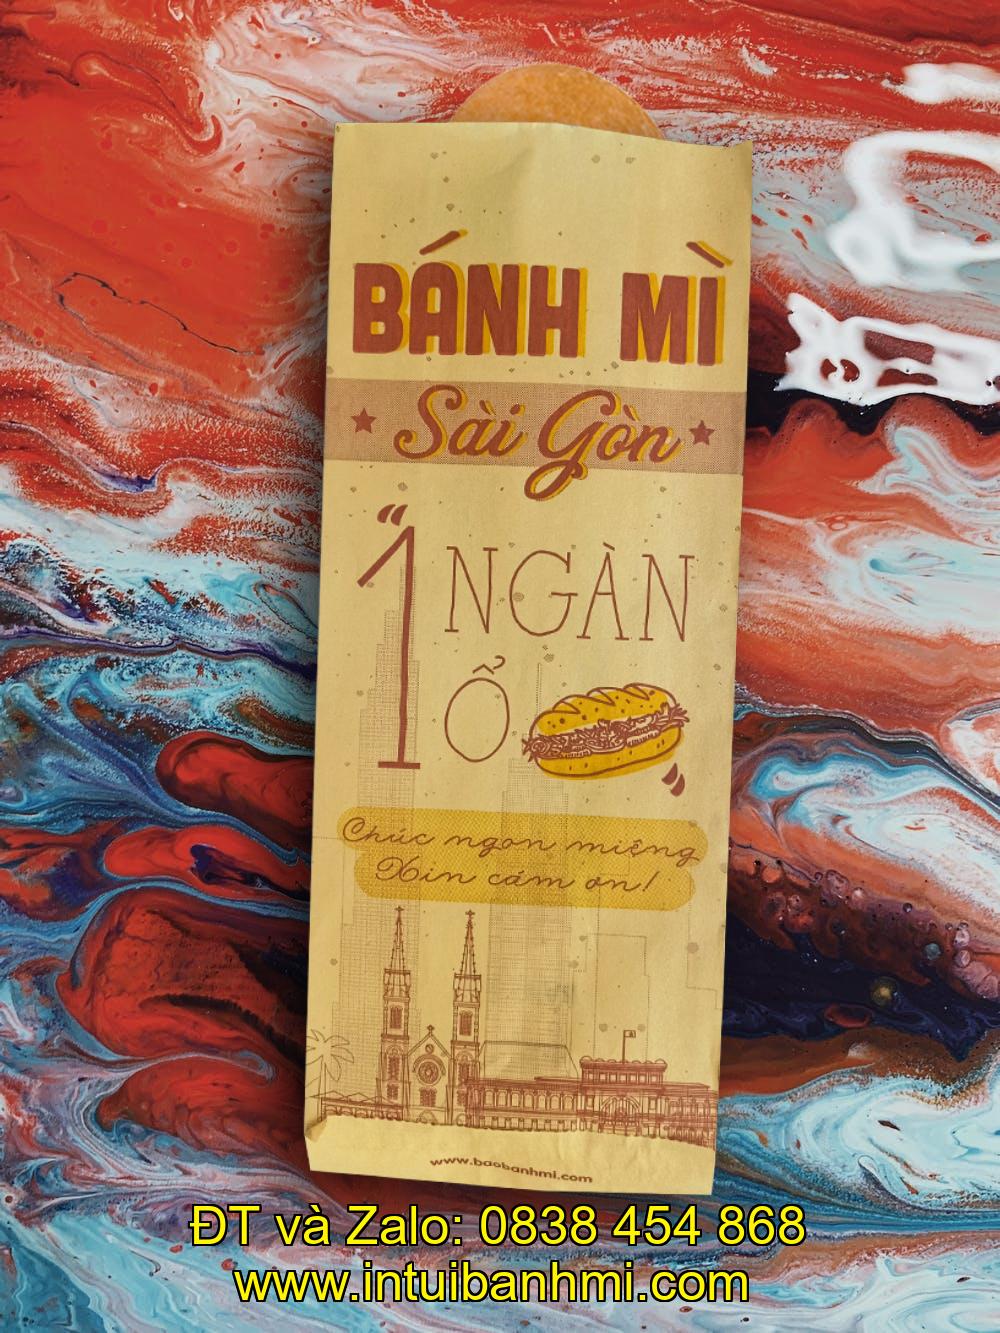 BÁNH MÌ
Sài Gòn
"1 NGÀN
Ổ
Chúc ngon miệng
Xin cám ơn!
www.baobanhmi.com
ĐT và Zalo: 0838 454 868
www.intuibanhmi.com